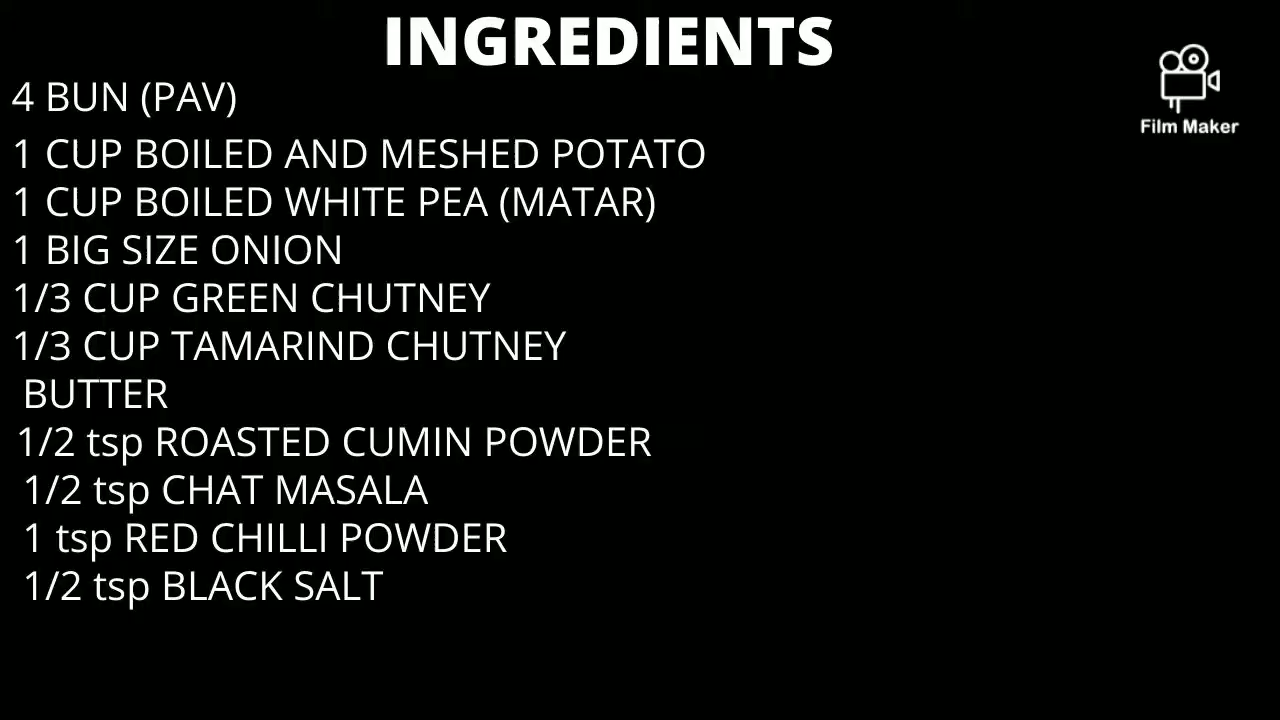 INGREDIENTS
4 BUN (PAV)
1 CUP BOILED AND MESHED POTATO
1 CUP BOILED WHITE PEA (MATAR)
1 BIG SIZE ONION
1/3 CUP GREEN CHUTNEY
1/3 CUP TAMARIND CHUTNEY
BUTTER
1/2 tsp ROASTED CUMIN POWDER
1/2 tsp CHAT MASALA
1 tsp RED CHILLI POWDER
1/2 tsp BLACK SALT
Film Maker